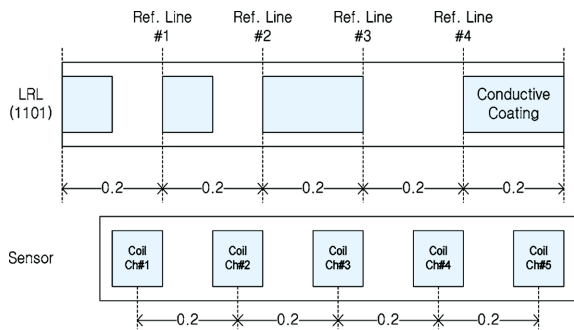 Ref. Line #1
Ref. Line #2
Ref. Line #3
Ref. Line #4
LRL (1101)
Conductive Coating
0.2 0.2 0.2 0.2 0.2
Sensor
Coil Ch#1
Coil Ch#2
Coil Ch#3
Coil Ch#4
Coil Ch#5
0.2 0.2 0.2 0.2